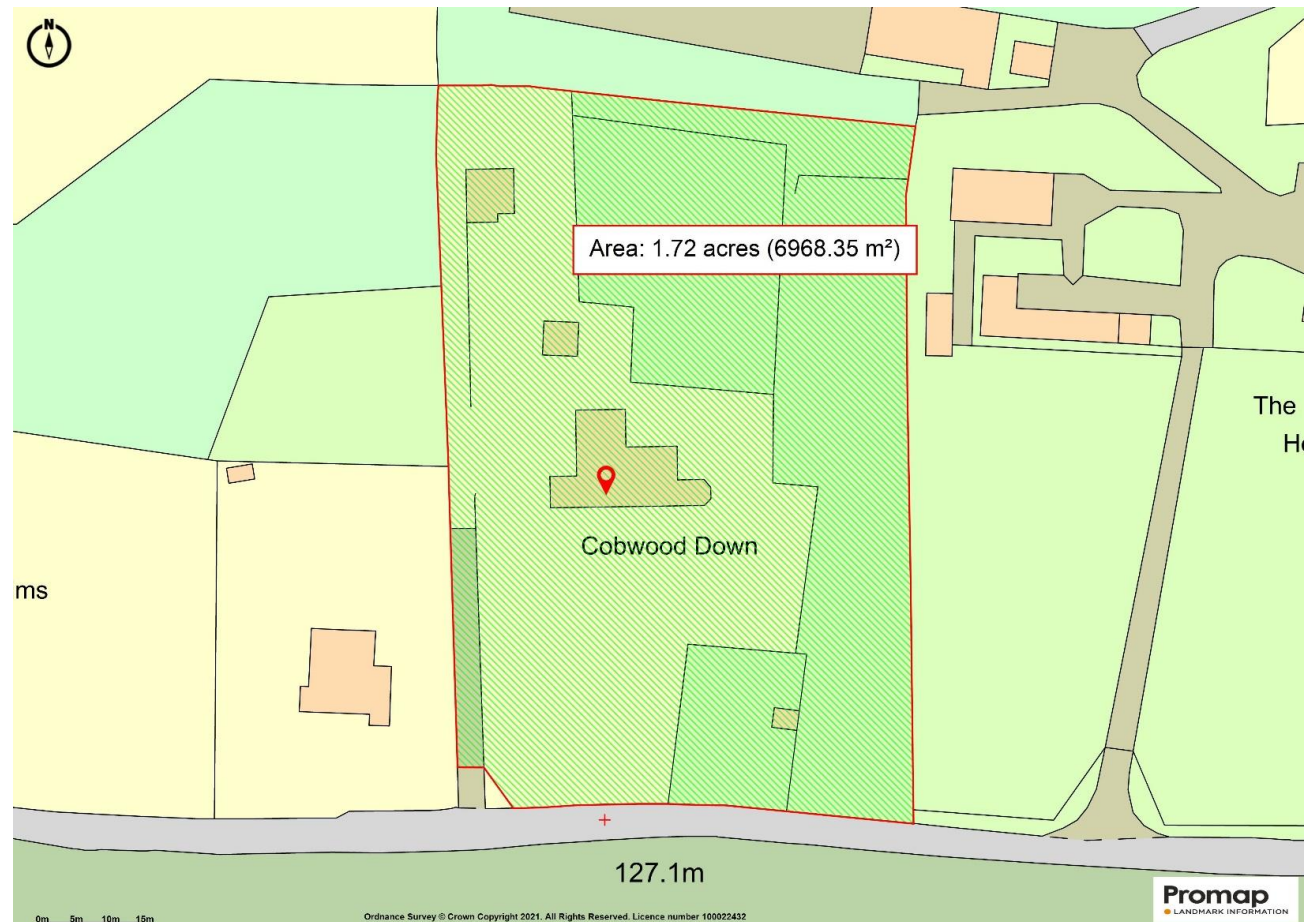 N
Area: 1.72 acres (6968.35 m²)
The
He
Cobwood Down
ms
127.1m
0m 5m 10m 15m
Ordnance Survey © Crown Copyright 2021. All Rights Reserved. Licence number 100022432
Promap
LANDMARK INFORMATION